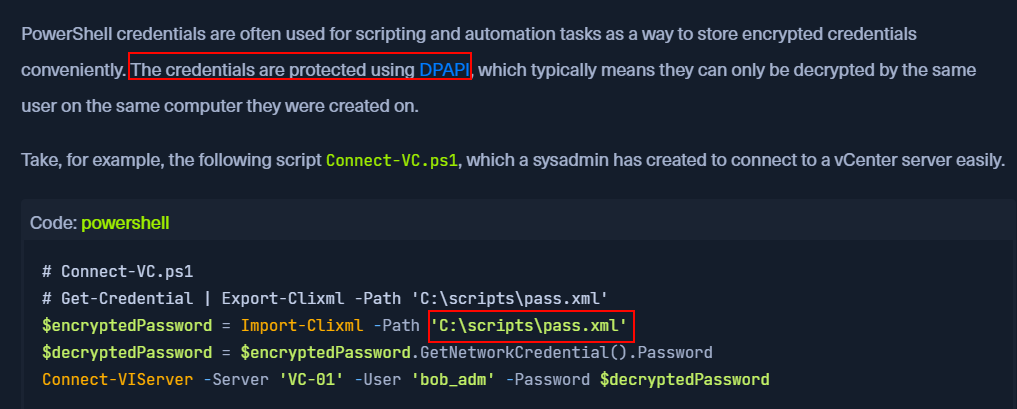 PowerShell credentials are often used for scripting and automation tasks as a way to store encrypted credentials
conveniently. The credentials are protected using DPAPI, which typically means they can only be decrypted by the same
user on the same computer they were created on.
Take, for example, the following script Connect-VC.ps1, which a sysadmin has created to connect to a vCenter server easily.
Code: powershell
# Connect-VC.ps1
# Get-Credential | Export-Clixml -Path 'C:\scripts\pass.xml'
$encryptedPassword = Import-Clixml -Path 'C:\scripts\pass.xml'
$decryptedPassword = $encryptedPassword.GetNetworkCredential().Password
Connect-VIServer -Server 'VC-01' -User 'bob_adm' -Password $decryptedPassword